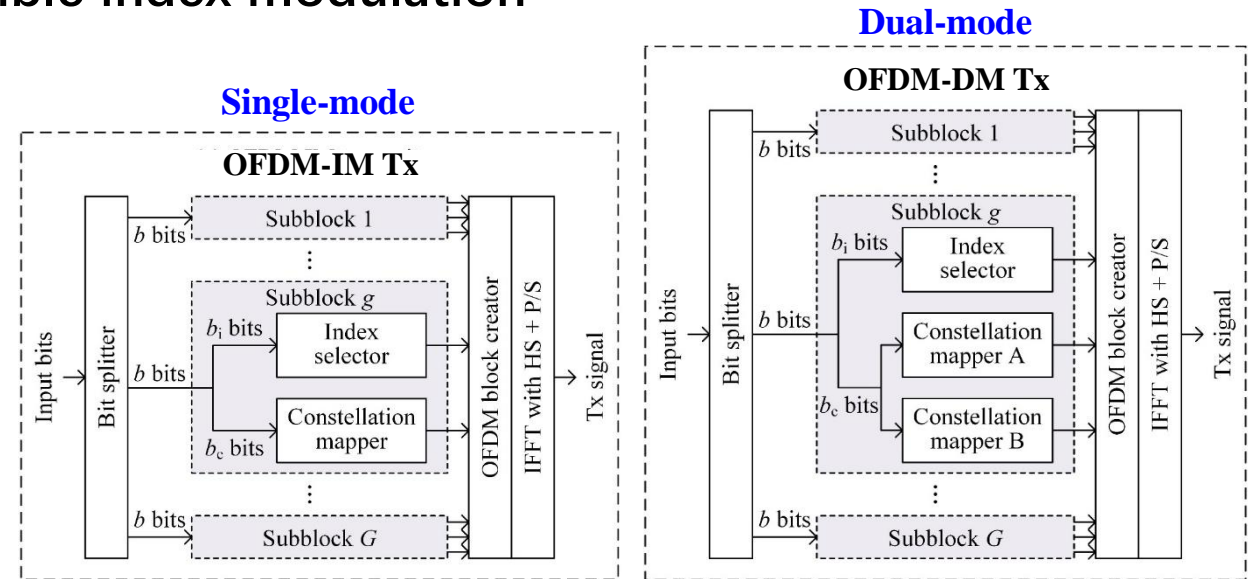 index modulation
Single-mode
OFDM-IM Tx
Input bits
Bit splitter
b bits
Subblock 1
⋮
Subblock g
b bits
bi bits
Index
selector
bc bits
Constellation
mapper
⋮
b bits
Subblock G
OFDM block creator
IFFT with HS + P/S
Tx signal
Dual-mode
OFDM-DM Tx
Input bits
Bit splitter
b bits
Subblock 1
⋮
Subblock g
b bits
bi bits
Index
selector
bc bits
Constellation
mapper A
Constellation
mapper B
⋮
b bits
Subblock G
OFDM block creator
IFFT with HS + P/S
Tx signal